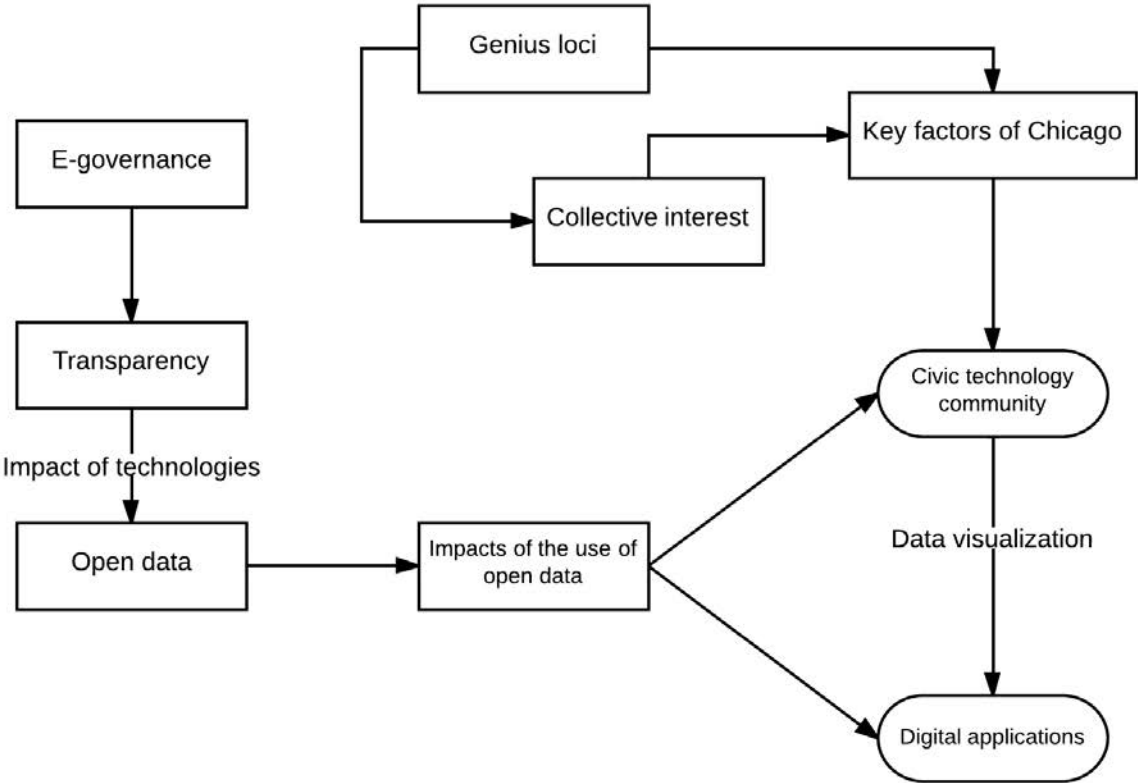 Genius loci
Key factors of Chicago
E-governance
Collective interest
Transparency
Civic technology
community
Impact of technologies
Open data
Impacts of the use of
open data
Data visualization
Digital applications